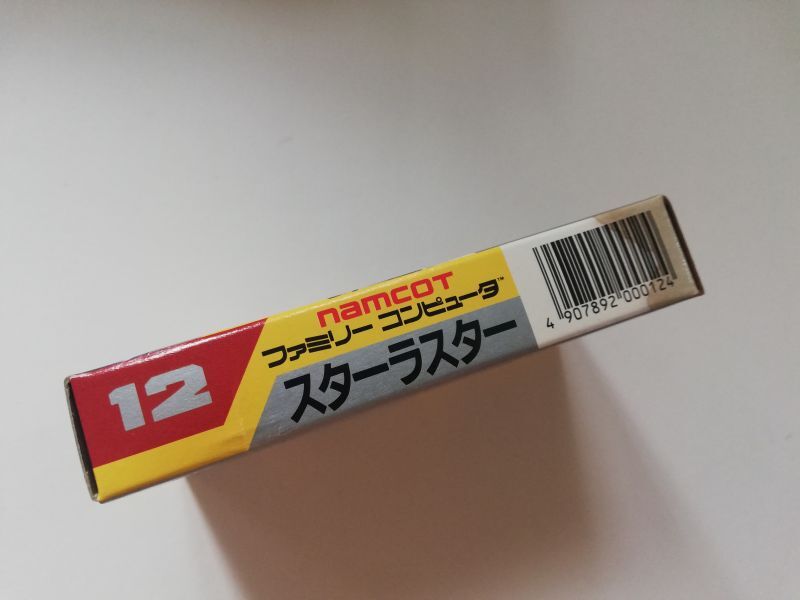 12
namcot
ファミリー コンピュータ™
スターラスター
4 907892 000124